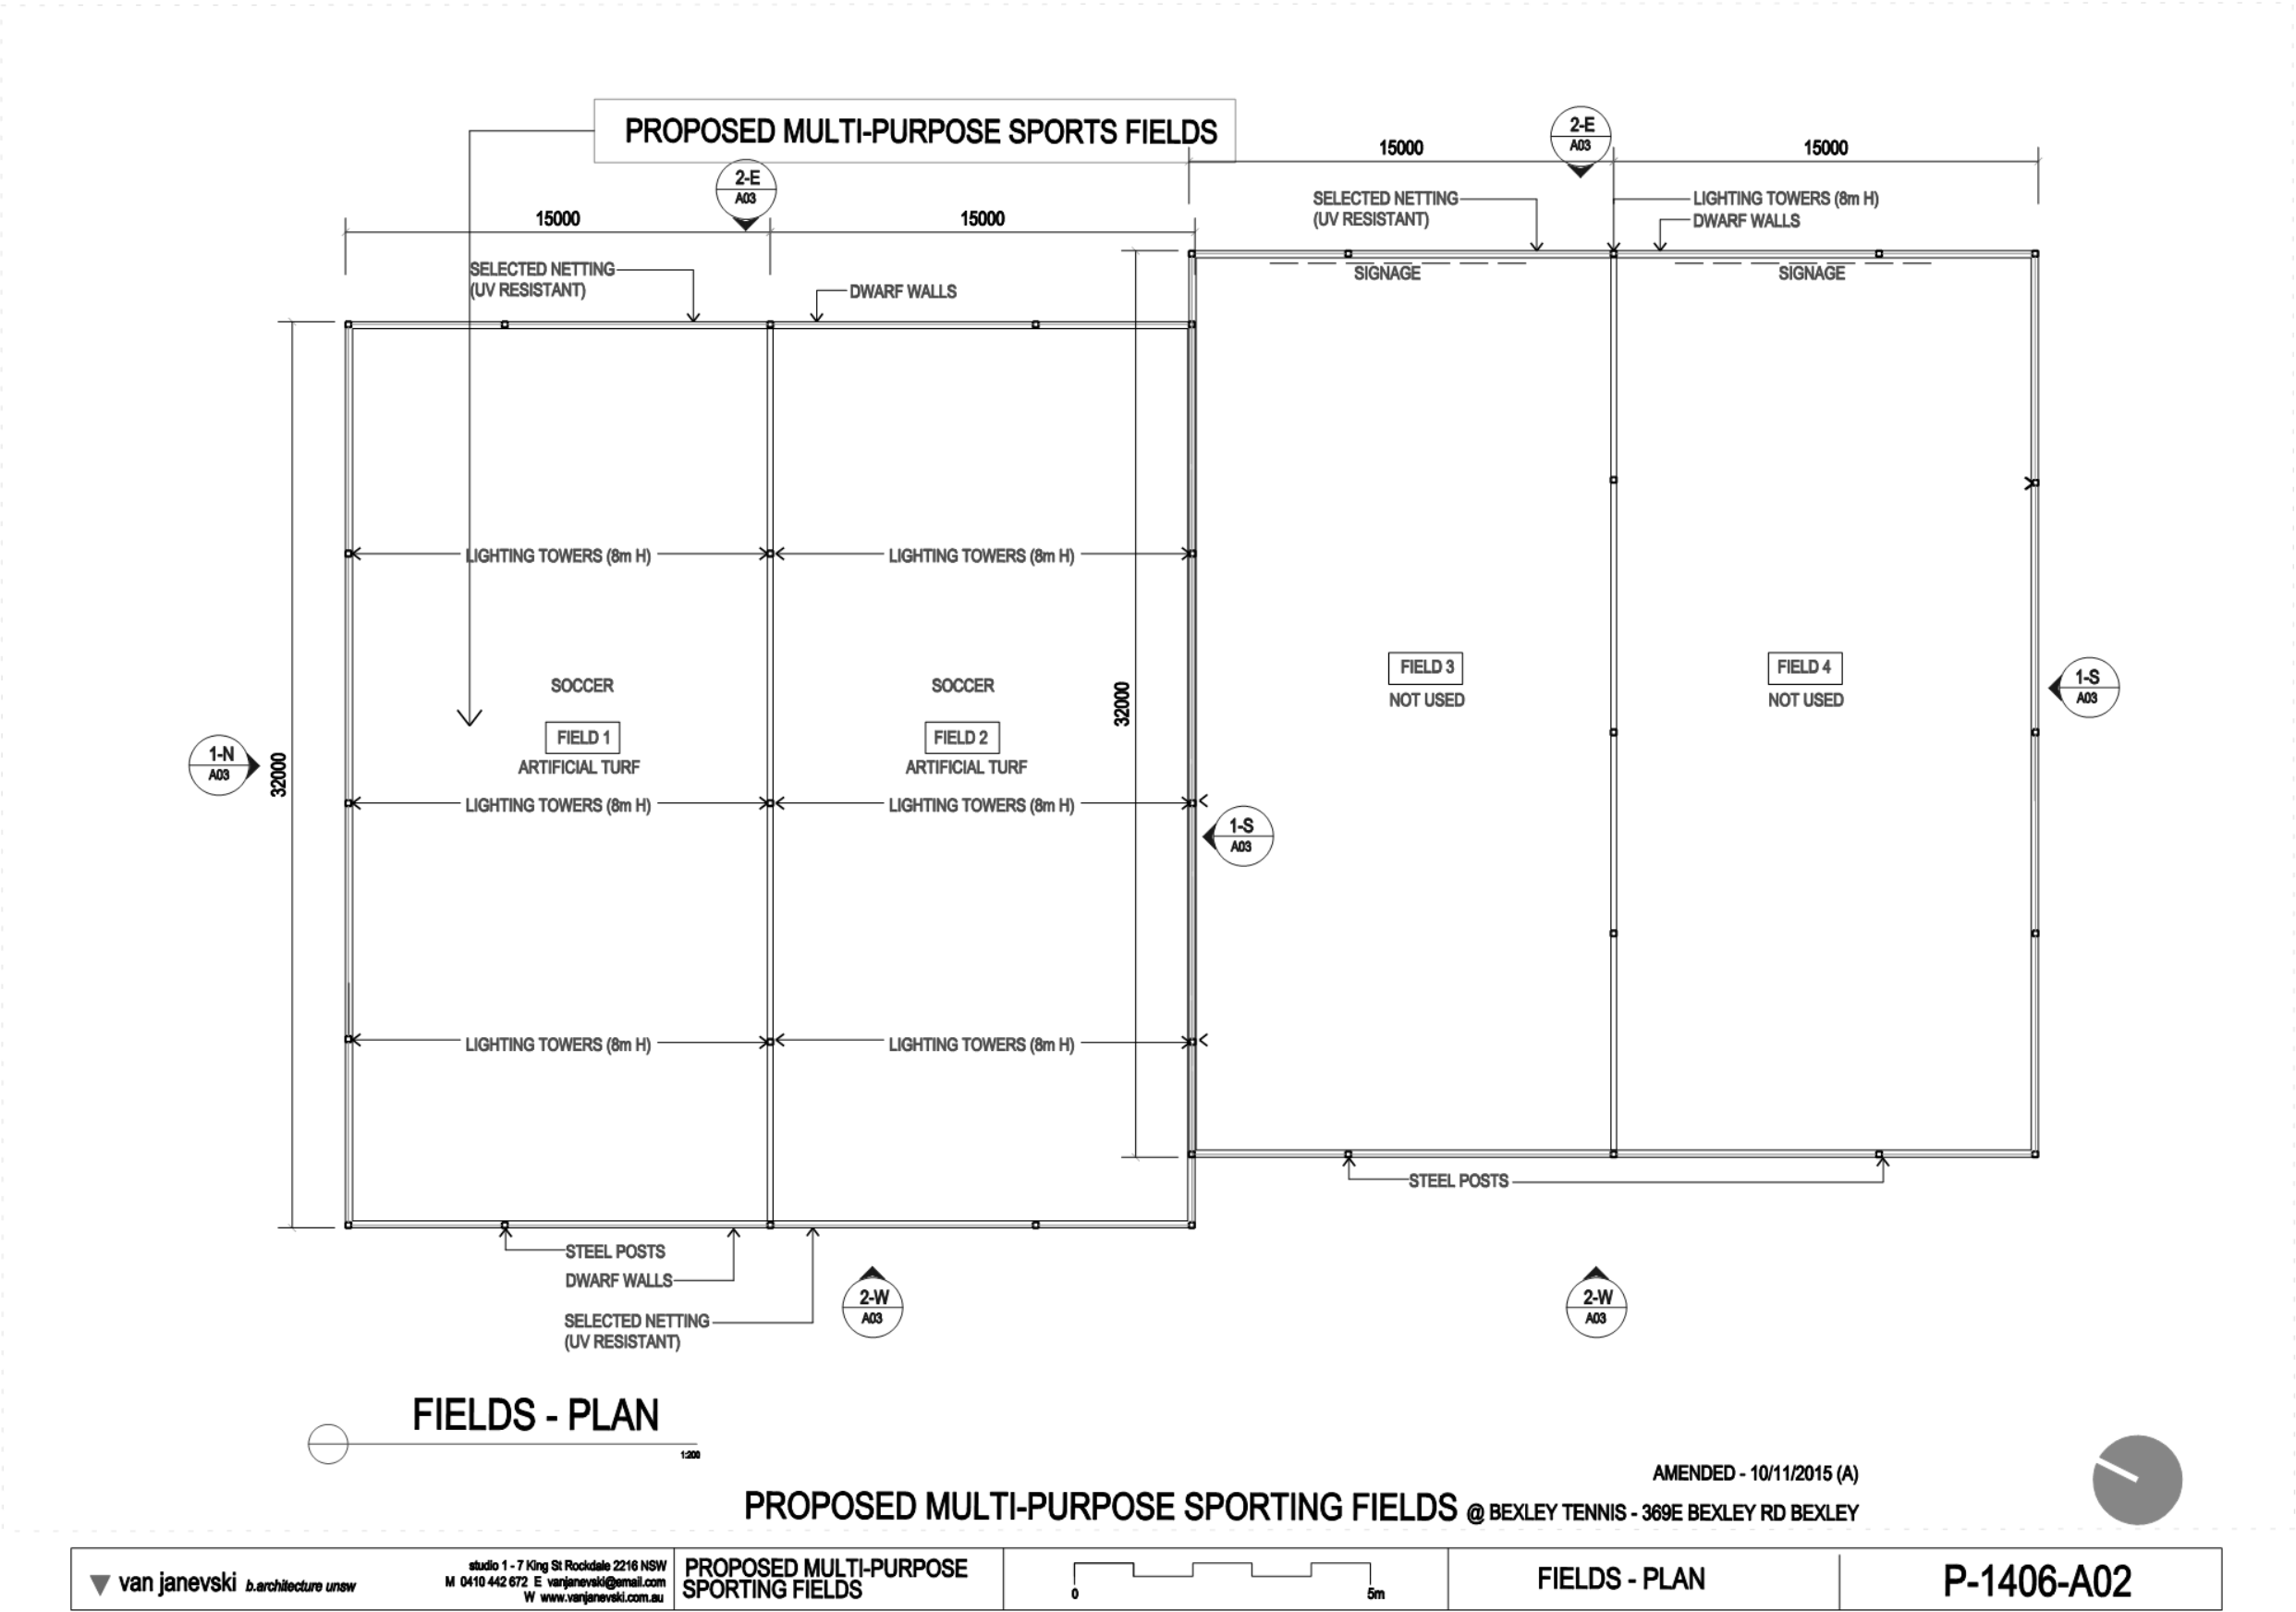 PROPOSED MULTI-PURPOSE SPORTS FIELDS
2-E
A03
15000
15000
2-E
A03
15000
15000
SELECTED NETTING
(UV RESISTANT)
LIGHTING TOWERS (8m H)
DWARF WALLS
SELECTED NETTING
(UV RESISTANT)
DWARF WALLS
SIGNAGE
SIGNAGE
LIGHTING TOWERS (8m H)
LIGHTING TOWERS (8m H)
SOCCER
FIELD 1
ARTIFICIAL TURF
SOCCER
FIELD 2
ARTIFICIAL TURF
32000
FIELD 3
NOT USED
FIELD 4
NOT USED
1-S
A03
1-N
A03
32000
LIGHTING TOWERS (8m H)
LIGHTING TOWERS (8m H)
1-S
A03
LIGHTING TOWERS (8m H)
LIGHTING TOWERS (8m H)
STEEL POSTS
STEEL POSTS
DWARF WALLS
SELECTED NETTING
(UV RESISTANT)
2-W
A03
2-W
A03
FIELDS - PLAN
1:200
AMENDED - 10/11/2015 (A)
PROPOSED MULTI-PURPOSE SPORTING FIELDS @ BEXLEY TENNIS - 369E BEXLEY RD BEXLEY
van janevski b.architecture unsw
studio 1 - 7 King St Rockdale 2216 NSW
M 0410 442 672 E vanjanevski@email.com
W www.vanjanevski.com.au
PROPOSED MULTI-PURPOSE
SPORTING FIELDS
0
5m
FIELDS - PLAN
P-1406-A02